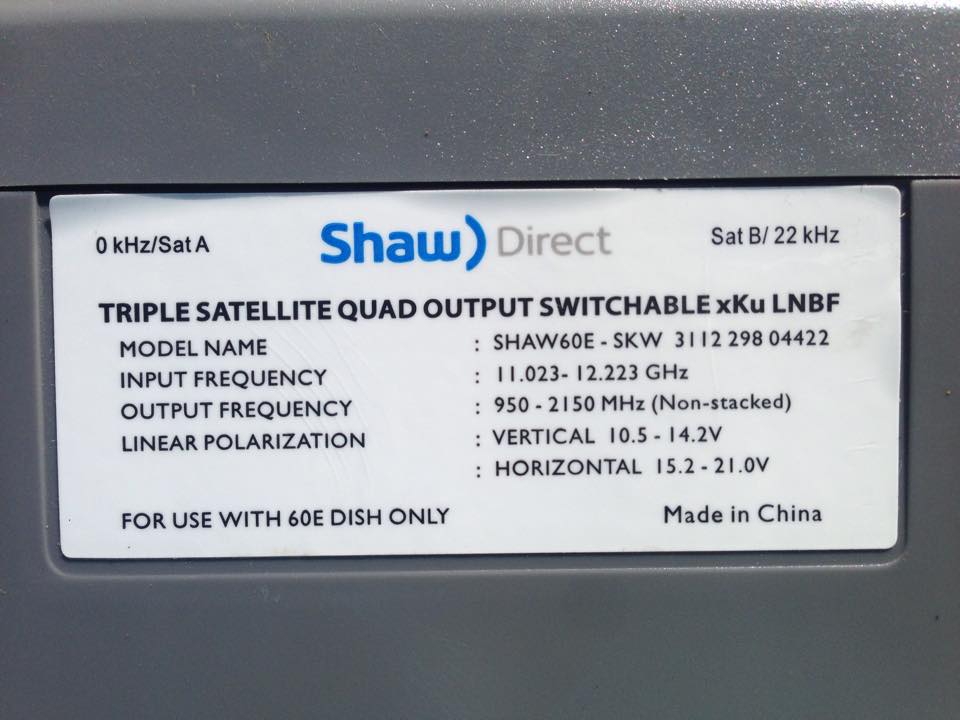 0 kHz/Sat A Shaw) Direct Sat B/ 22 kHz
TRIPLE SATELLITE QUAD OUTPUT SWITCHABLE xKu LNBF
MODEL NAME : SHAW60E - SKW 3112 298 04422
INPUT FREQUENCY : 11.023- 12.223 GHz
OUTPUT FREQUENCY : 950 - 2150 MHz (Non-stacked)
LINEAR POLARIZATION : VERTICAL 10.5 - 14.2V
: HORIZONTAL 15.2 - 21.0V
FOR USE WITH 60E DISH ONLY Made in China